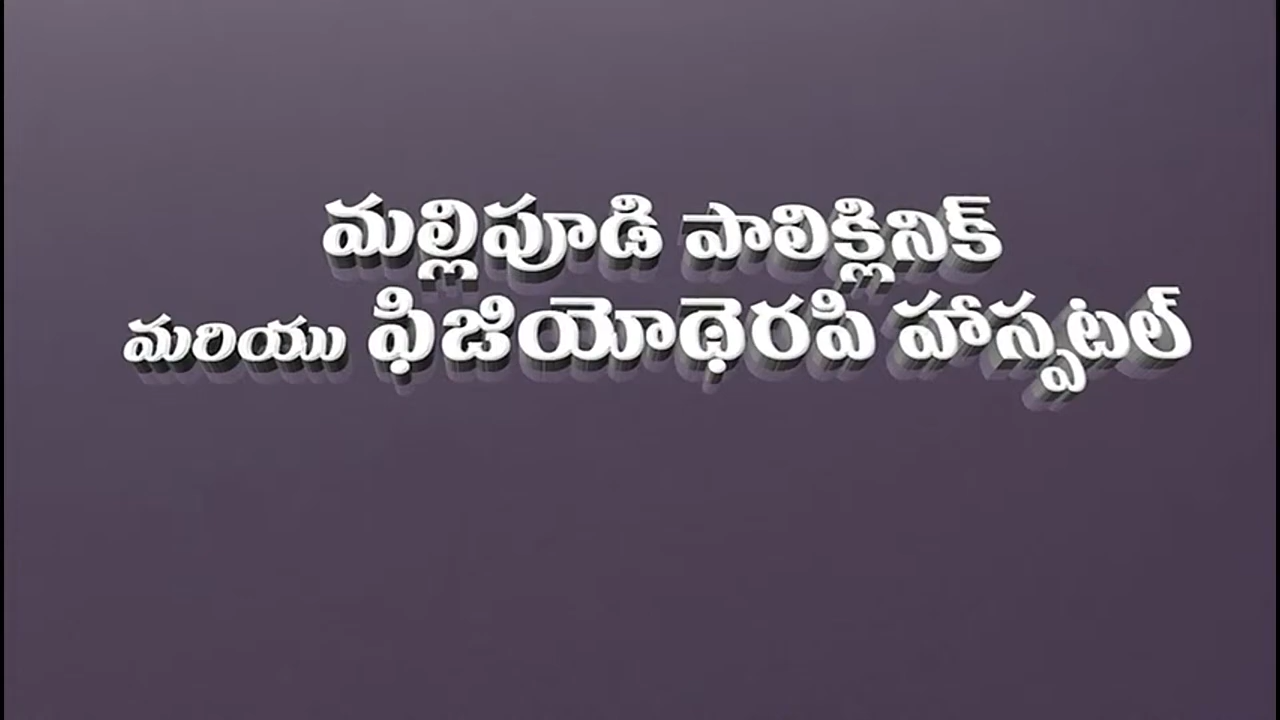 మల్లిపూడి పాలిక్లినిక్
మరియు ఫిజియోథెరపి హాస్పటల్